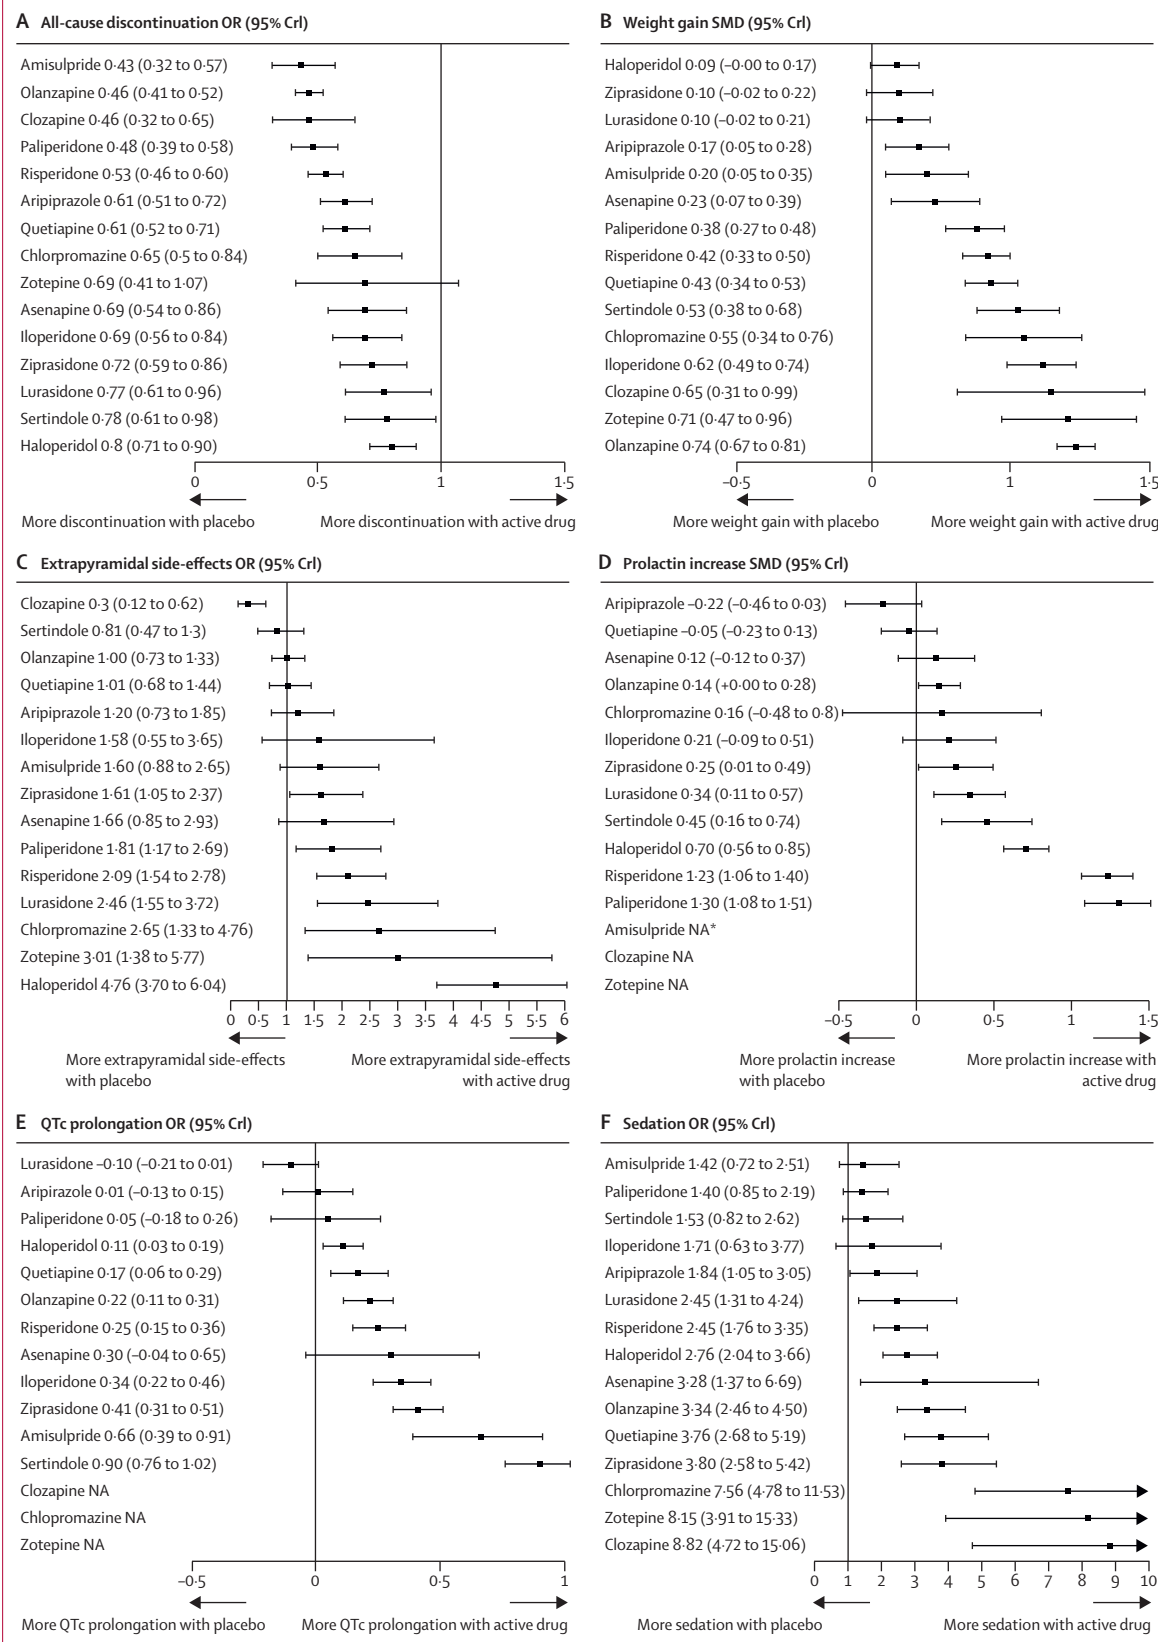 A All-cause discontinuation OR (95% Crl)
Amisulpride 0·43 (0·32 to 0·57)
Olanzapine 0·46 (0·41 to 0·52)
Clozapine 0·46 (0·32 to 0·65)
Paliperidone 0·48 (0·39 to 0·58)
Risperidone 0·53 (0·46 to 0·60)
Aripiprazole 0·61 (0·51 to 0·72)
Quetiapine 0·61 (0·52 to 0·71)
Chlorpromazine 0·65 (0·5 to 0·84)
Zotepine 0·69 (0·41 to 1·07)
Asenapine 0·69 (0·54 to 0·86)
Iloperidone 0·69 (0·56 to 0·84)
Ziprasidone 0·72 (0·59 to 0·86)
Lurasidone 0·77 (0·61 to 0·96)
Sertindole 0·78 (0·61 to 0·98)
Haloperidol 0·8 (0·71 to 0·90)
0 0·5 1 1·5
More discontinuation with placebo More discontinuation with active drug
B Weight gain SMD (95% Crl)
Haloperidol 0·09 (–0·00 to 0·17)
Ziprasidone 0·10 (–0·02 to 0·22)
Lurasidone 0·10 (–0·02 to 0·21)
Aripiprazole 0·17 (0·05 to 0·28)
Amisulpride 0·20 (0·05 to 0·35)
Asenapine 0·23 (0·07 to 0·39)
Paliperidone 0·38 (0·27 to 0·48)
Risperidone 0·42 (0·33 to 0·50)
Quetiapine 0·43 (0·34 to 0·53)
Sertindole 0·53 (0·38 to 0·68)
Chlopromazine 0·55 (0·34 to 0·76)
Iloperidone 0·62 (0·49 to 0·74)
Clozapine 0·65 (0·31 to 0·99)
Zotepine 0·71 (0·47 to 0·96)
Olanzapine 0·74 (0·67 to 0·81)
–0·5 0 1 1·5
More weight gain with placebo More weight gain with active drug
C Extrapyramidal side-effects OR (95% Crl)
Clozapine 0·3 (0·12 to 0·62)
Sertindole 0·81 (0·47 to 1·3)
Olanzapine 1·00 (0·73 to 1·33)
Quetiapine 1·01 (0·68 to 1·44)
Aripiprazole 1·20 (0·73 to 1·85)
Iloperidone 1·58 (0·55 to 3·65)
Amisulpride 1·60 (0·88 to 2·65)
Ziprasidone 1·61 (1·05 to 2·37)
Asenapine 1·66 (0·85 to 2·93)
Paliperidone 1·81 (1·17 to 2·69)
Risperidone 2·09 (1·54 to 2·78)
Lurasidone 2·46 (1·55 to 3·72)
Chlorpromazine 2·65 (1·33 to 4·76)
Zotepine 3·01 (1·38 to 5·77)
Haloperidol 4·76 (3·70 to 6·04)
0 0·5 1 1·5 2 2·5 3 3·5 4 4·5 5 5·5 6
More extrapyramidal side-effects More extrapyramidal side-effects
with placebo with active drug
D Prolactin increase SMD (95% Crl)
Aripiprazole –0·22 (–0·46 to 0·03)
Quetiapine –0·05 (–0·23 to 0·13)
Asenapine 0·12 (–0·12 to 0·37)
Olanzapine 0·14 (+0·00 to 0·28)
Chlorpromazine 0·16 (–0·48 to 0·8)
Iloperidone 0·21 (–0·09 to 0·51)
Ziprasidone 0·25 (0·01 to 0·49)
Lurasidone 0·34 (0·11 to 0·57)
Sertindole 0·45 (0·16 to 0·74)
Haloperidol 0·70 (0·56 to 0·85)
Risperidone 1·23 (1·06 to 1·40)
Paliperidone 1·30 (1·08 to 1·51)
Amisulpride NA*
Clozapine NA
Zotepine NA
–0·5 0 0·5 1 1·5
More prolactin increase More prolactin increase with
with placebo active drug
E QTc prolongation OR (95% Crl)
Lurasidone –0·10 (–0·21 to 0·01)
Aripirazole 0·01 (–0·13 to 0·15)
Paliperidone 0·05 (–0·18 to 0·26)
Haloperidol 0·11 (0·03 to 0·19)
Quetiapine 0·17 (0·06 to 0·29)
Olanzapine 0·22 (0·11 to 0·31)
Risperidone 0·25 (0·15 to 0·36)
Asenapine 0·30 (–0·04 to 0·65)
Iloperidone 0·34 (0·22 to 0·46)
Ziprasidone 0·41 (0·31 to 0·51)
Amisulpride 0·66 (0·39 to 0·91)
Sertindole 0·90 (0·76 to 1·02)
Clozapine NA
Chlopromazine NA
Zotepine NA
–0·5 0 0·5 1
More QTc prolongation with placebo More QTc prolongation with active drug
F Sedation OR (95% Crl)
Amisulpride 1·42 (0·72 to 2·51)
Paliperidone 1·40 (0·85 to 2·19)
Sertindole 1·53 (0·82 to 2·62)
Iloperidone 1·71 (0·63 to 3·77)
Aripiprazole 1·84 (1·05 to 3·05)
Lurasidone 2·45 (1·31 to 4·24)
Risperidone 2·45 (1·76 to 3·35)
Haloperidol 2·76 (2·04 to 3·66)
Asenapine 3·28 (1·37 to 6·69)
Olanzapine 3·34 (2·46 to 4·50)
Quetiapine 3·76 (2·68 to 5·19)
Ziprasidone 3·80 (2·58 to 5·42)
Chlorpromazine 7·56 (4·78 to 11·53)
Zotepine 8·15 (3·91 to 15·33)
Clozapine 8·82 (4·72 to 15·06)
0 1 2 3 4 5 6 7 8 9 10
More sedation with placebo More sedation with active drug